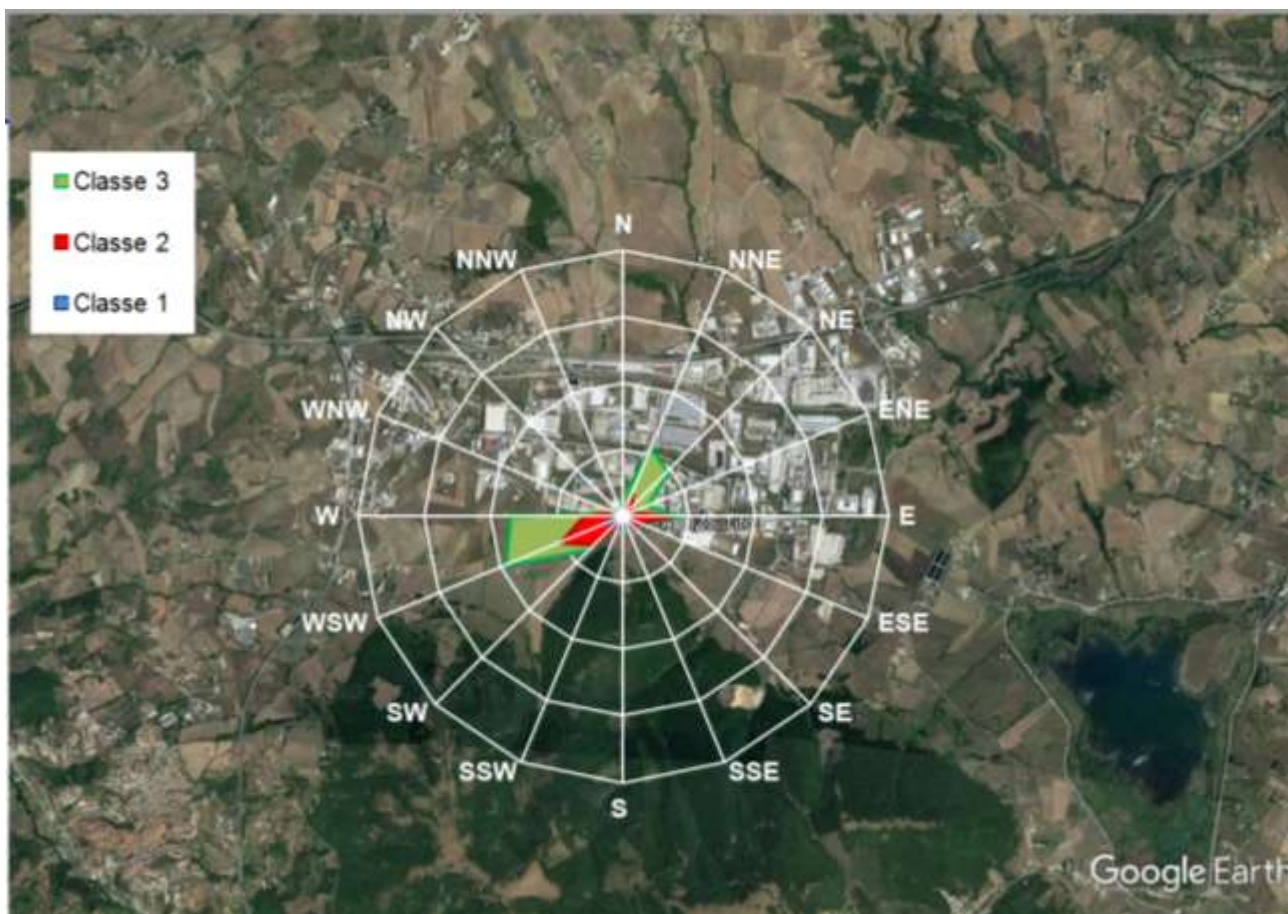 Classe 3
Classe 2
Classe 1
N
NNW
NNE
NW
NE
WNW
ENE
W
E
WSW
ESE
SW
SE
SSW
SSE
S
Google Earth